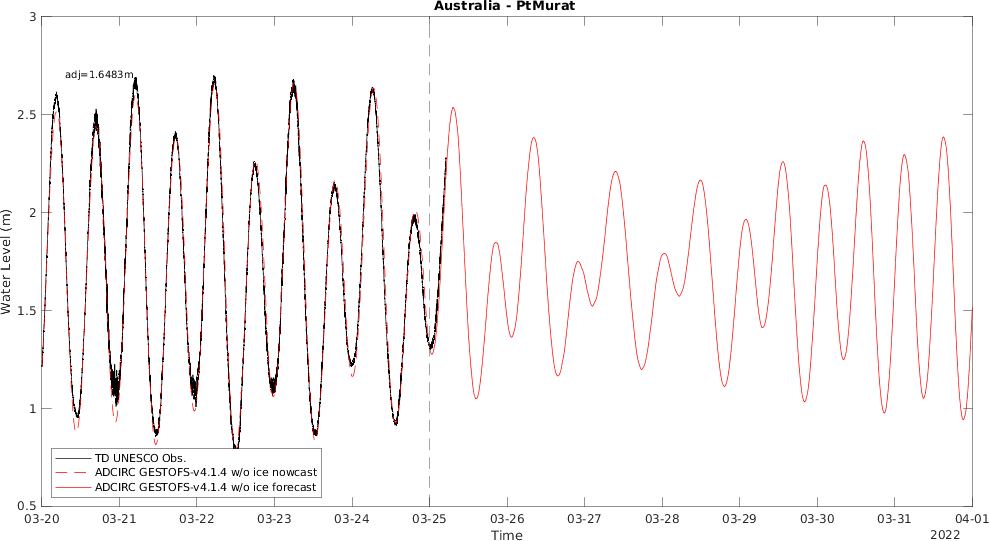 Australia - PtMurat
3
adj=1.6483m
2.5
2
Water Level (m)
1.5
1
TD UNESCO Obs.
ADCIRC GESTOFS-v4.1.4 w/o ice nowcast
ADCIRC GESTOFS-v4.1.4 w/o ice forecast
0.5
03-20 03-21 03-22 03-23 03-24 03-25 03-26 03-27 03-28 03-29 03-30 03-31 04-01
Time
2022